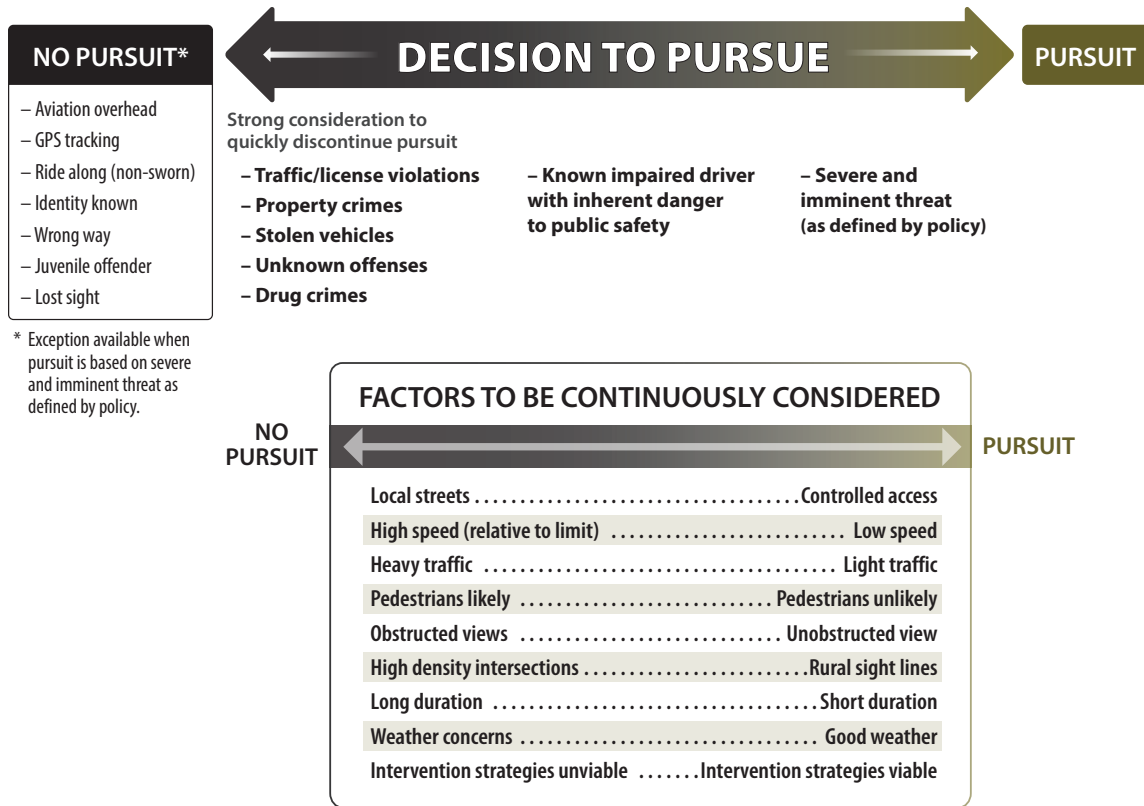 NO PURSUIT*
– Aviation overhead
– GPS tracking
– Ride along (non-sworn)
– Identity known
– Wrong way
– Juvenile offender
– Lost sight
* Exception available when
pursuit is based on severe
and imminent threat as
defined by policy.
DECISION TO PURSUE
PURSUIT
Strong consideration to
quickly discontinue pursuit
– Traffic/license violations
– Property crimes
– Stolen vehicles
– Unknown offenses
– Drug crimes
– Known impaired driver
with inherent danger
to public safety
– Severe and
imminent threat
(as defined by policy)
FACTORS TO BE CONTINUOUSLY CONSIDERED
NO
PURSUIT
PURSUIT
Local streets . . . . . . . . . . . . . . . . . . . . . . . . . . . . . . . . . . . . Controlled access
High speed (relative to limit) . . . . . . . . . . . . . . . . . . . . . . . . . . Low speed
Heavy traffic . . . . . . . . . . . . . . . . . . . . . . . . . . . . . . . . . . . . . . . Light traffic
Pedestrians likely . . . . . . . . . . . . . . . . . . . . . . . . . . . . Pedestrians unlikely
Obstructed views . . . . . . . . . . . . . . . . . . . . . . . . . . . . . Unobstructed view
High density intersections . . . . . . . . . . . . . . . . . . . . . . . . . Rural sight lines
Long duration . . . . . . . . . . . . . . . . . . . . . . . . . . . . . . . . . . . . Short duration
Weather concerns . . . . . . . . . . . . . . . . . . . . . . . . . . . . . . . . . Good weather
Intervention strategies unviable . . . . . . . Intervention strategies viable